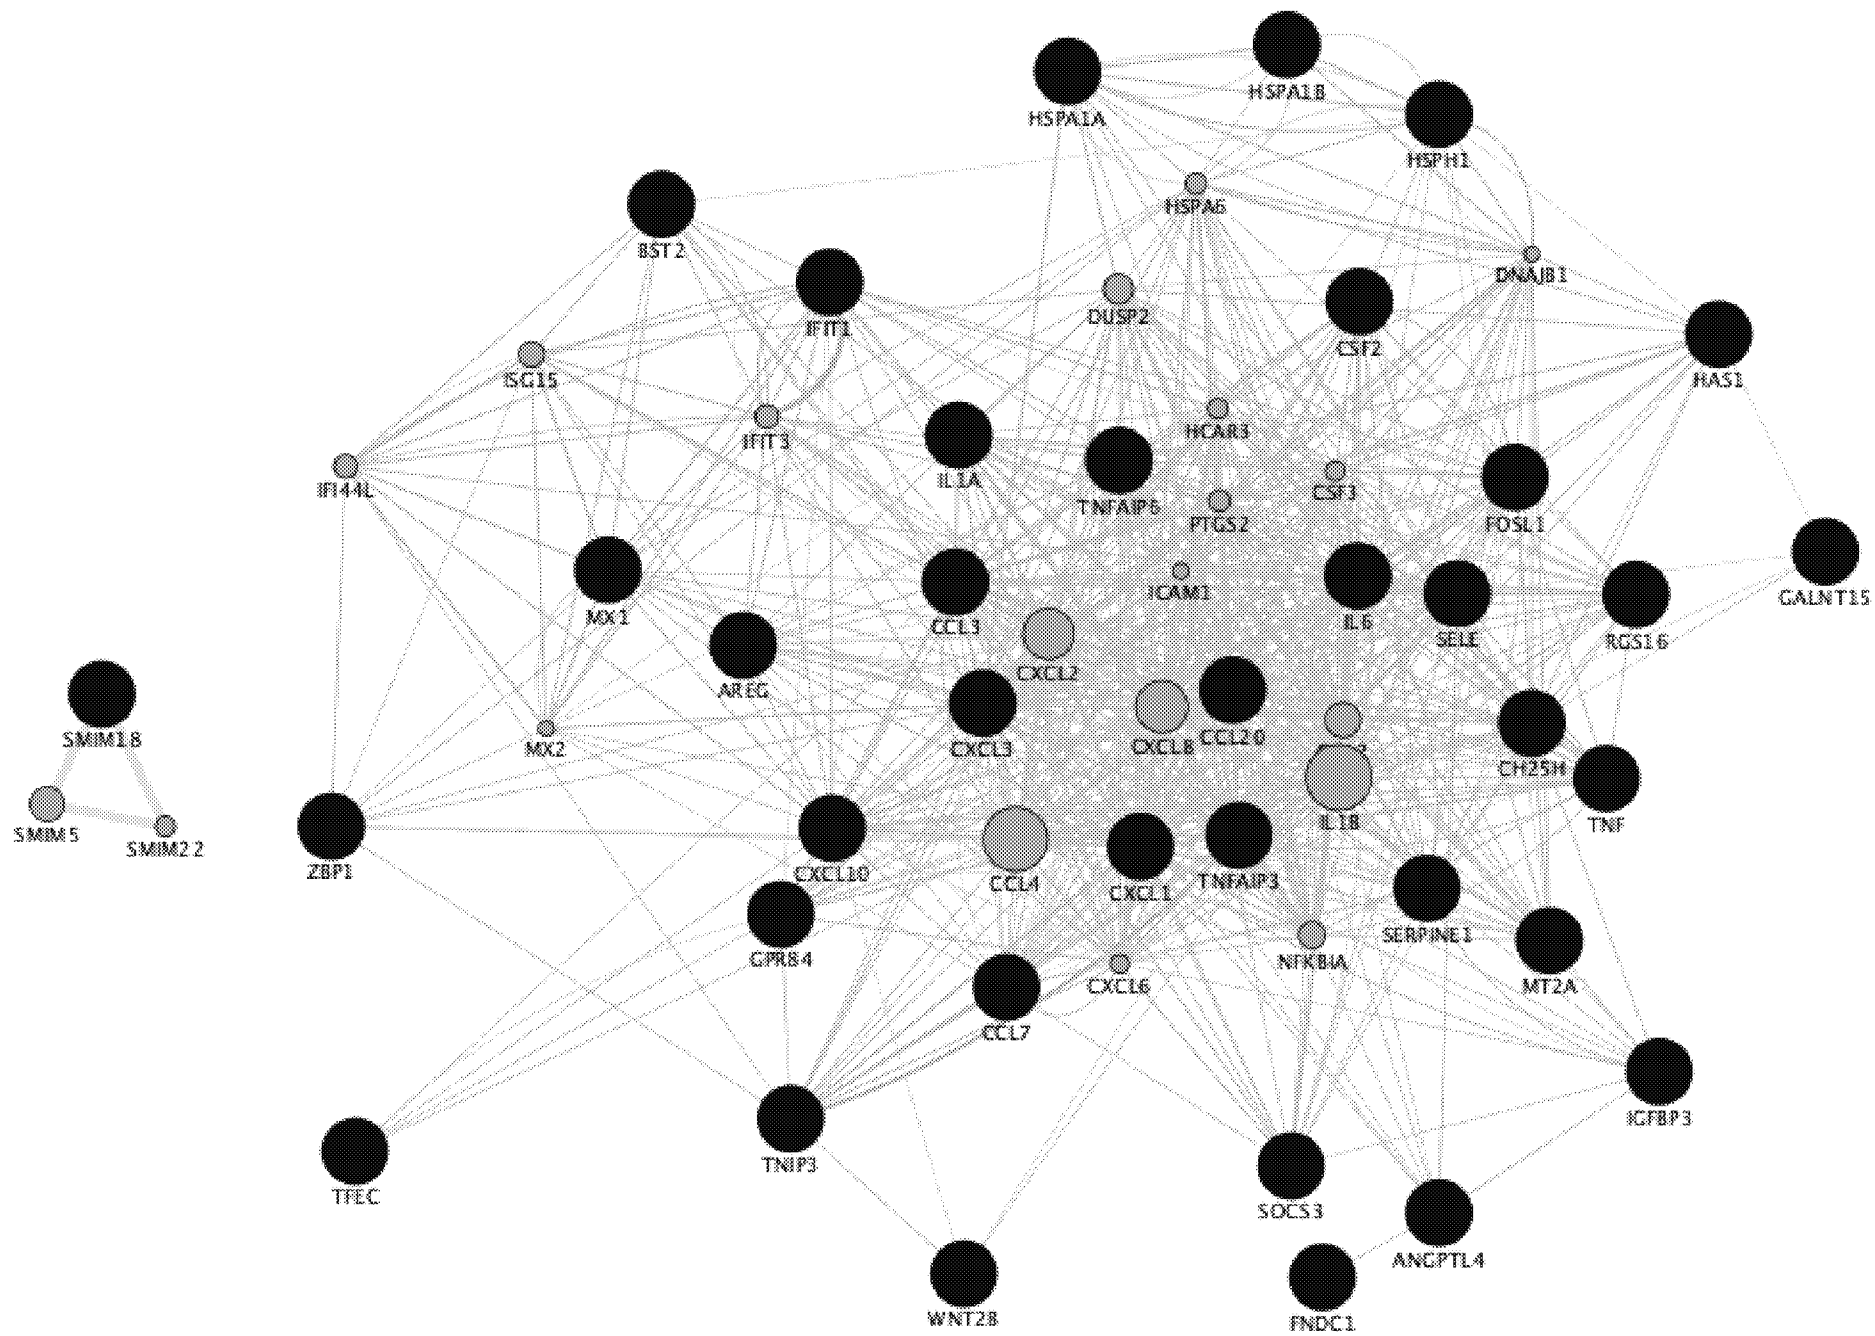 HSPA1B
HSPA1A
HSPH1
HSPA6
BST2
DNAJB1
DUSP2
IFIT1
CSF2
ISG15
HAS1
HCAR3
IFIT3
IL1A
IFI44L
CSF3
TNFAIP6
PTGS2
FOSL1
ICAM1
GALNT15
MX1
CCL3
IL6
SELE
RGS16
CXCL2
AREG
SMIM18
MX2
CXCL3
CXCL8
CCL20
CH25H
IL1B
TNF
SMIM5
SMIM22
ZBP1
CXCL10
CCL4
CXCL1
TNFAIP3
SERPINE1
GPR84
NFKBIA
CXCL6
MT2A
CCL7
IGFBP3
TNIP3
TFEC
SOCS3
ANGPTL4
WNT2B
FNDC1